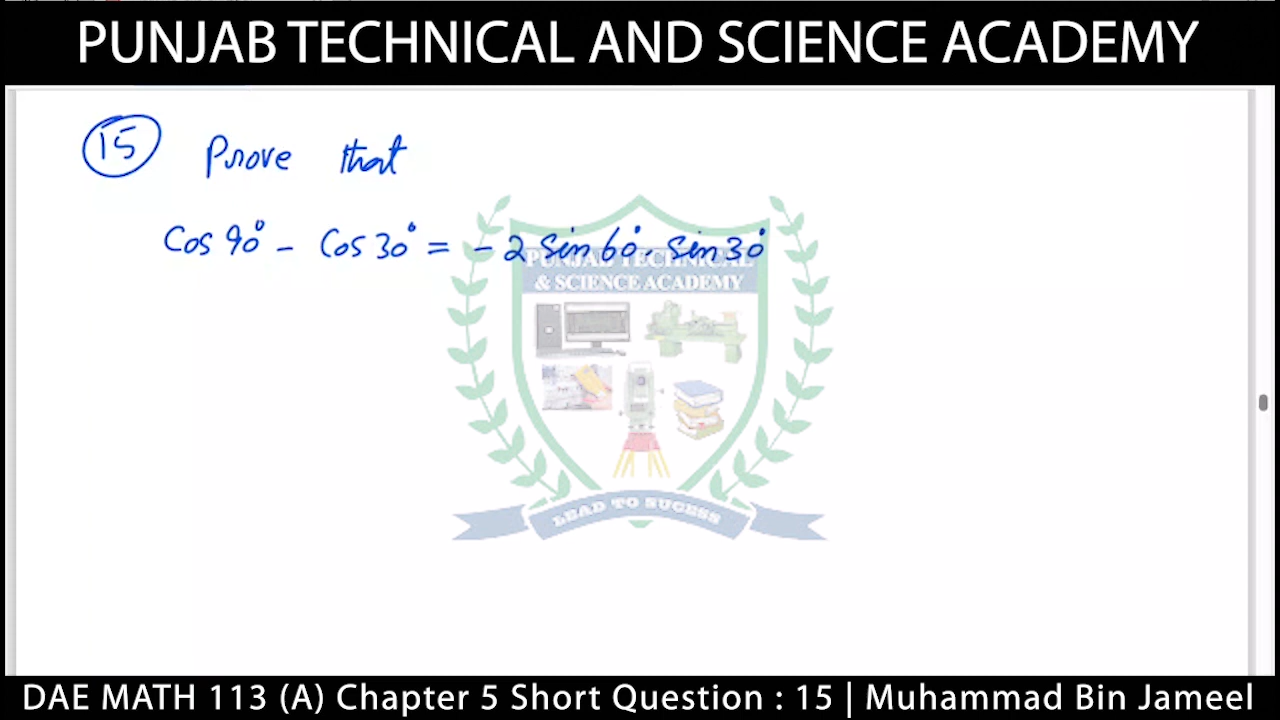 PUNJAB TECHNICAL AND SCIENCE ACADEMY
15 Prove that
Cos 90° - Cos 30° = - 2 Sin 60° Sin 30°
PUNJAB TECHNICAL
& SCIENCE ACADEMY
LEAD TO SUCESS
DAE MATH 113 (A) Chapter 5 Short Question : 15 | Muhammad Bin Jameel